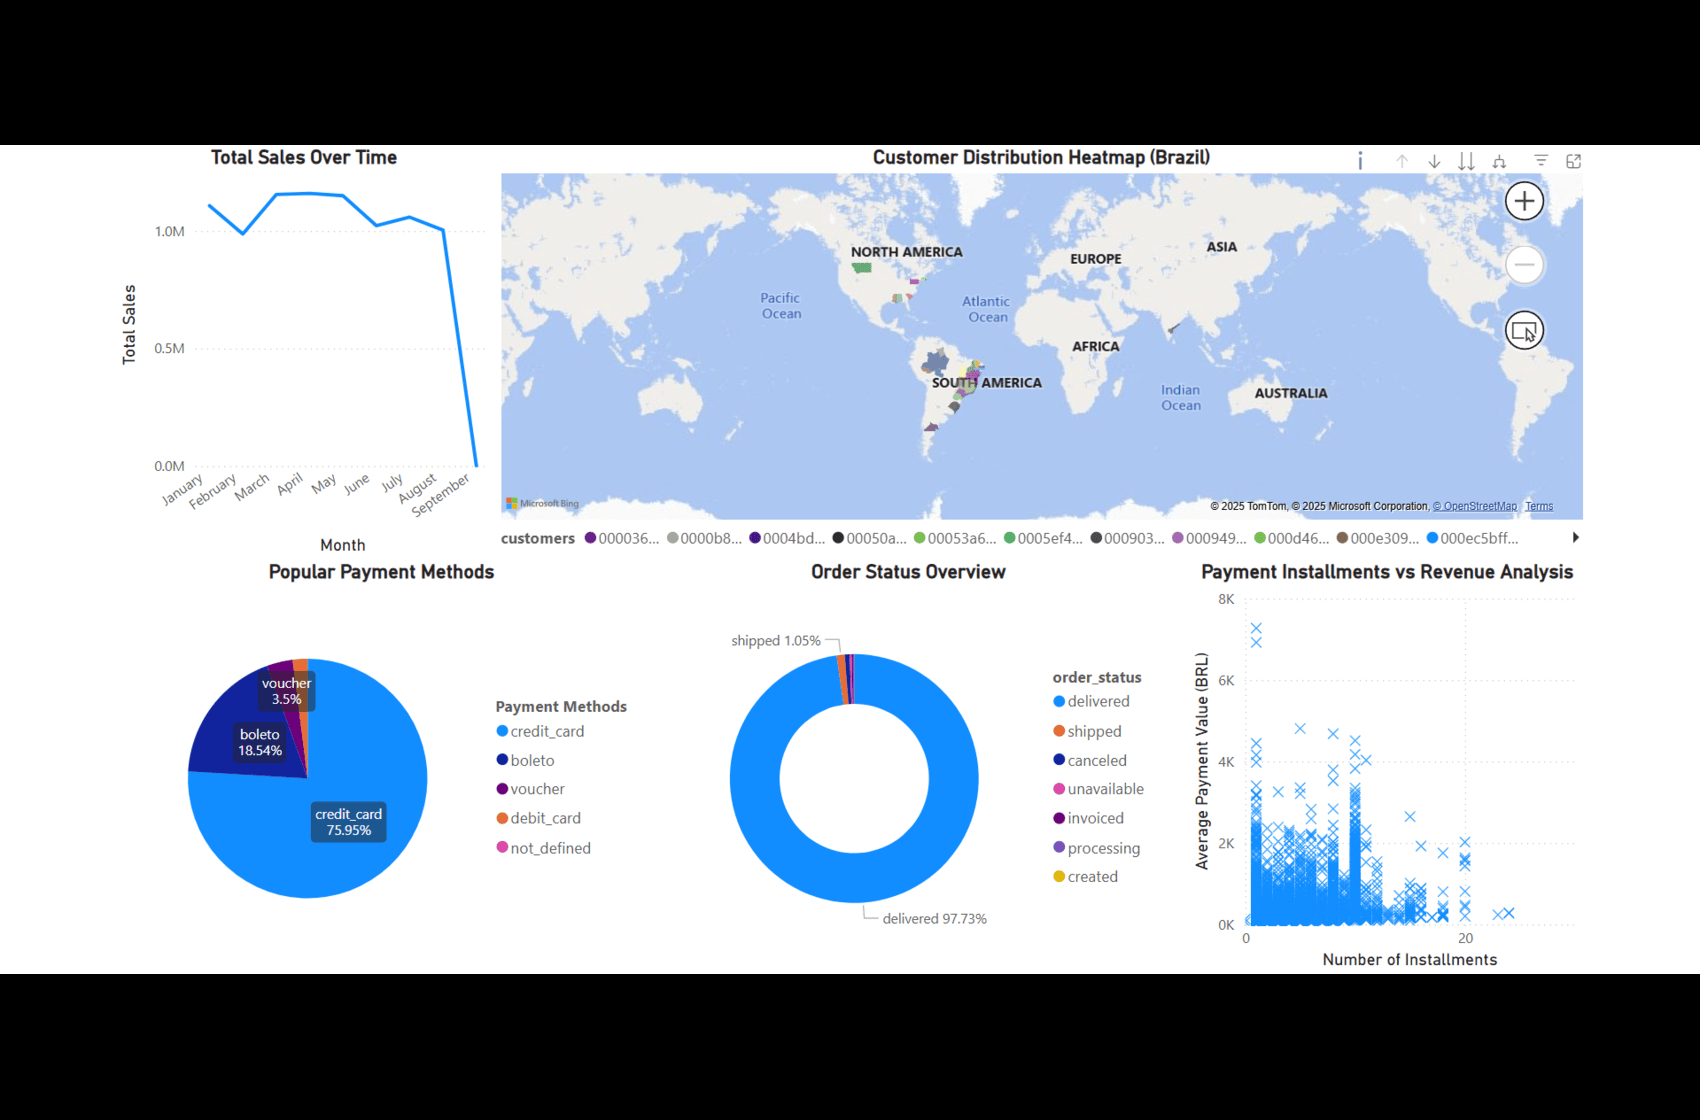 Total Sales Over Time
1.0M
0.5M
0.0M
Total Sales
January
February
March
April
May
June
July
August
September
Month
Customer Distribution Heatmap (Brazil)
NORTH AMERICA
EUROPE
ASIA
Pacific
Ocean
Atlantic
Ocean
AFRICA
SOUTH AMERICA
Indian
Ocean
AUSTRALIA
Microsoft Bing
© 2025 TomTom, © 2025 Microsoft Corporation, © OpenStreetMap Terms
customers 000036... 0000b8... 0004bd... 00050a... 00053a6... 0005ef4... 000903... 000949... 000d46... 000e309... 000ec5bff...
Popular Payment Methods
voucher
3.5%
boleto
18.54%
credit_card
75.95%
Payment Methods
credit_card
boleto
voucher
debit_card
not_defined
Order Status Overview
shipped 1.05%
delivered 97.73%
order_status
delivered
shipped
canceled
unavailable
invoiced
processing
created
Payment Installments vs Revenue Analysis
8K
6K
4K
2K
0K
Average Payment Value (BRL)
0
20
Number of Installments